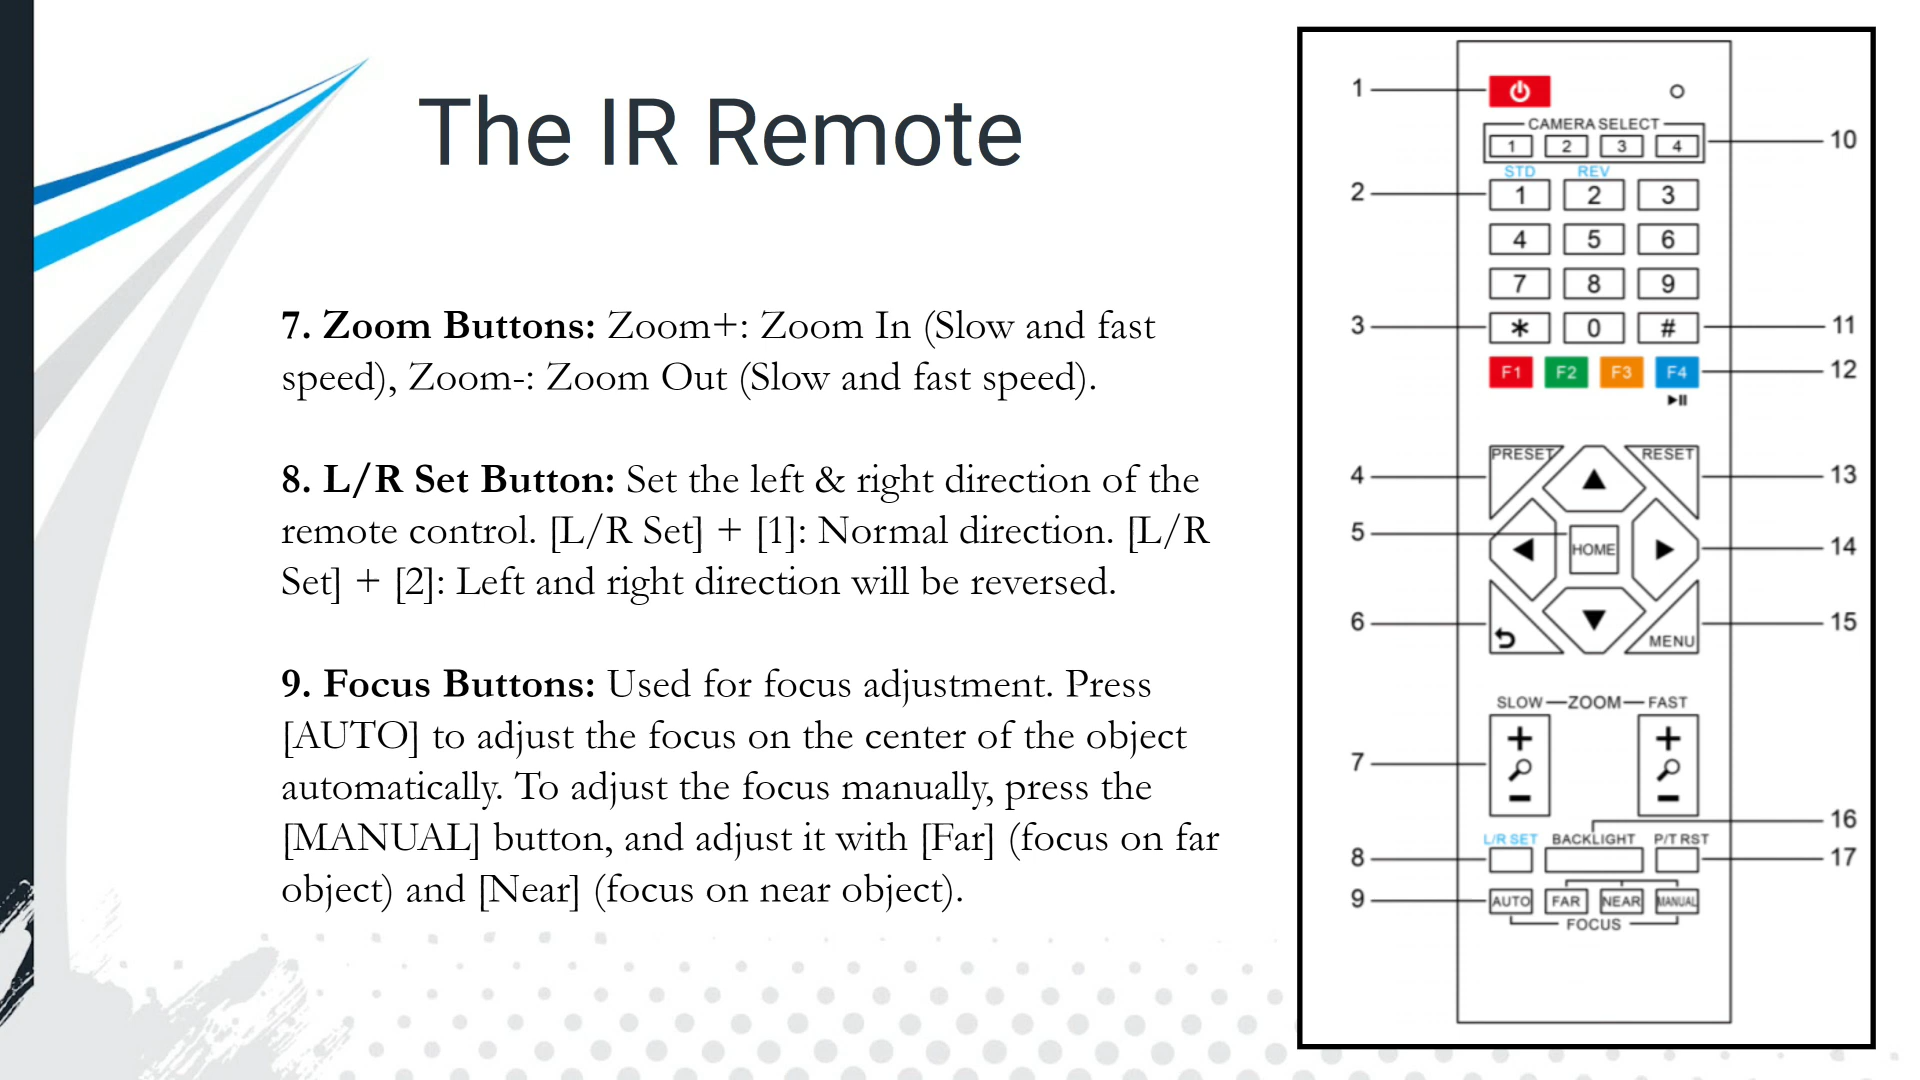 The IR Remote
7. Zoom Buttons: Zoom+: Zoom In (Slow and fast
speed), Zoom-: Zoom Out (Slow and fast speed).
8. L/R Set Button: Set the left & right direction of the
remote control. [L/R Set] + [1]: Normal direction. [L/R
Set] + [2]: Left and right direction will be reversed.
9. Focus Buttons: Used for focus adjustment. Press
[AUTO] to adjust the focus on the center of the object
automatically. To adjust the focus manually, press the
[MANUAL] button, and adjust it with [Far] (focus on far
object) and [Near] (focus on near object).
1
CAMERA SELECT
1 2 3 4 10
STD REV
2 1 2 3
4 5 6
7 8 9
3 * 0 # 11
F1 F2 F3 F4 12
PRESET RESET
4 13
5 HOME 14
6 15
MENU
SLOW ZOOM FAST
+ +
7
- -
16
L/R SET BACKLIGHT P/T RST
8 17
9 AUTO FAR NEAR MANUAL
FOCUS